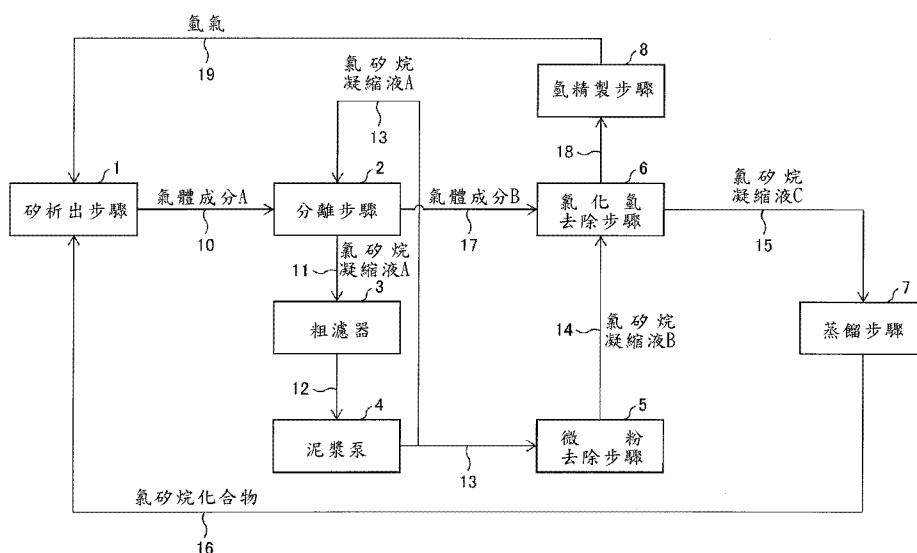 氫氣
19
氯矽烷
凝縮液A
13
8
氫精製步驟
18
1
矽析出步驟
氣體成分A
10
2
分離步驟
氣體成分B
17
6
氯化氫
去除步驟
氯矽烷
凝縮液C
15
11
氯矽烷
凝縮液A
3
粗濾器
7
蒸餾步驟
14
氯矽烷
凝縮液B
12
4
泥漿泵
13
5
微粉
去除步驟
氯矽烷化合物
16